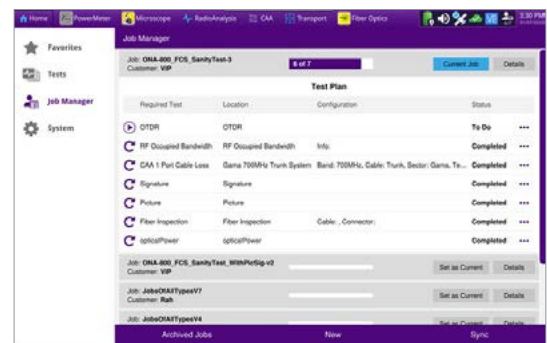 Home PowerMeter Microscope RadioAnalysis CAA Transport Fiber Optics 3:30 PM
Favorites
Tests
Job Manager
System
Job Manager
Job: ONA-800_FCS_SanityTest-3
Customer: VIP
6 of 7
Current Job Details
Test Plan
Required Test Location Configuration Status
OTDR OTDR To Do •••
RF Occupied Bandwidth RF Occupied Bandwidth Info: Completed •••
CAA 1 Port Cable Loss Gama 700MHz Trunk System Band: 700MHz, Cable: Trunk, Sector: Gama, Te... Completed •••
Signature Signature Completed •••
Picture Picture Completed •••
Fiber Inspection Fiber Inspection Cable: , Connector: Completed •••
opticalPower opticalPower Completed •••
Job: ONA-800_FCS_SanityTest_WithPicSig-v2
Customer: VIP
Set as Current Details
Job: JobsOfAllTypesV7
Customer: Rah
Set as Current Details
Job: JobsOfAllTypesV4
Set as Current Details
Archived Jobs New Sync